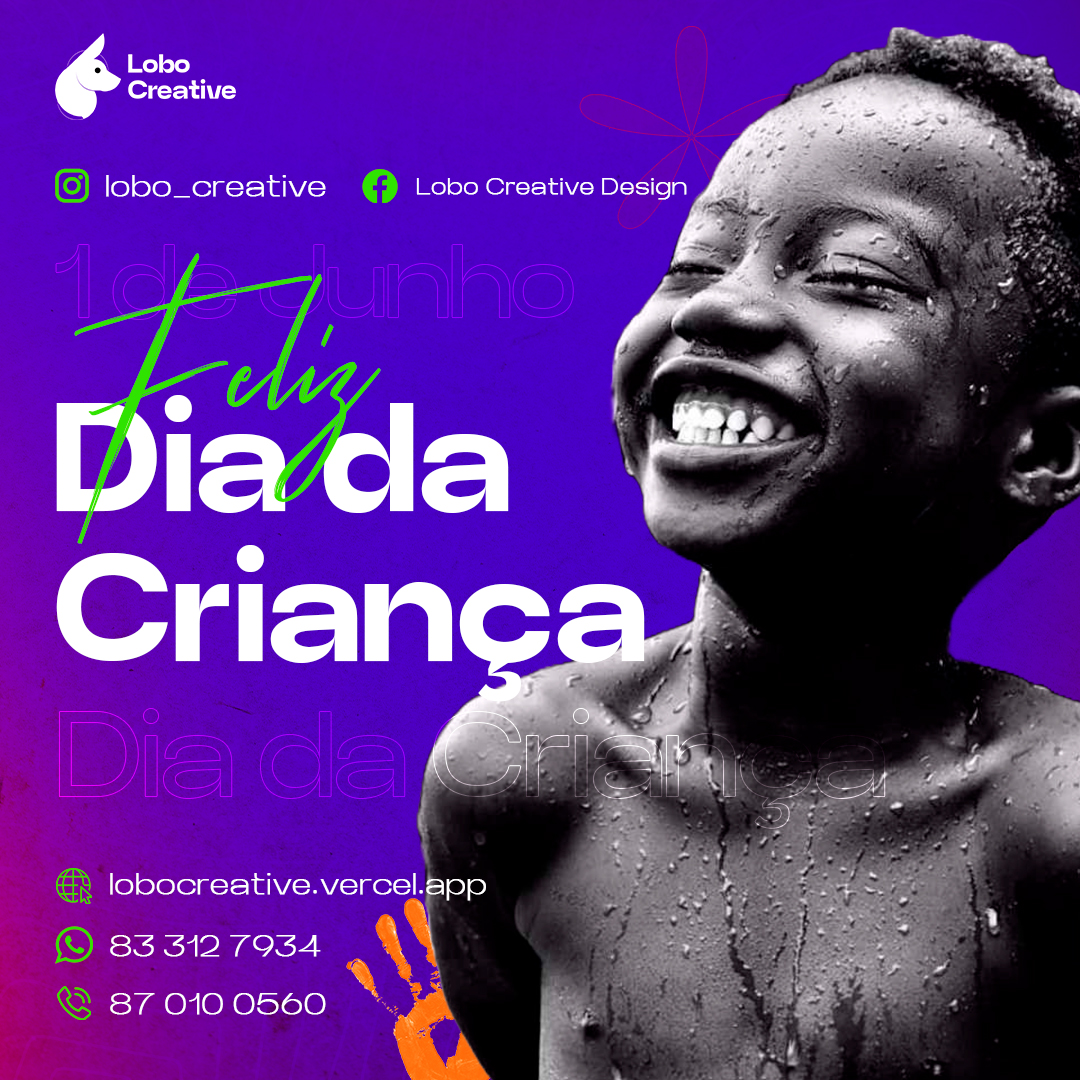 Lobo
Creative
lobo_creative
Lobo Creative Design
1 de Junho
Feliz
Dia da
Criança
Dia da Criança
lobocreative.vercel.app
83 312 7934
87 010 0560